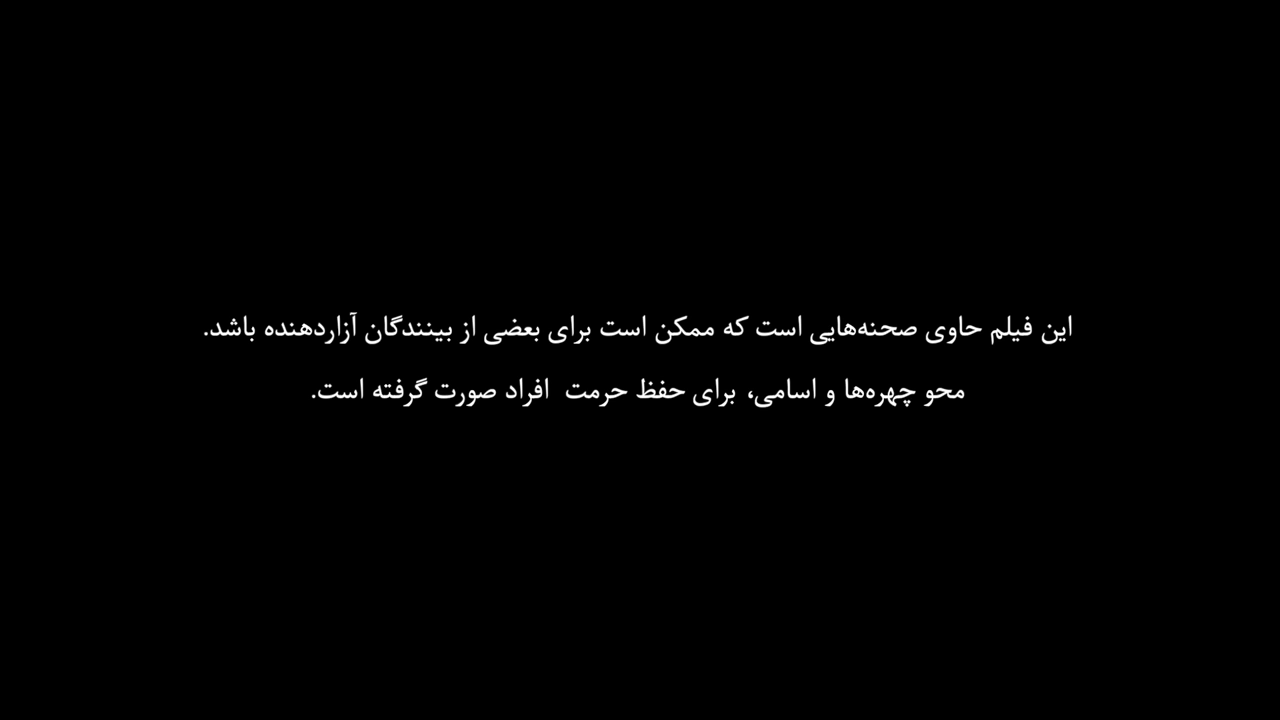 این فیلم حاوی صحنه‌هایی است که ممکن است برای بعضی از بینندگان آزاردهنده باشد.
محو چهره‌ها و اسامی، برای حفظ حرمت افراد صورت گرفته است.